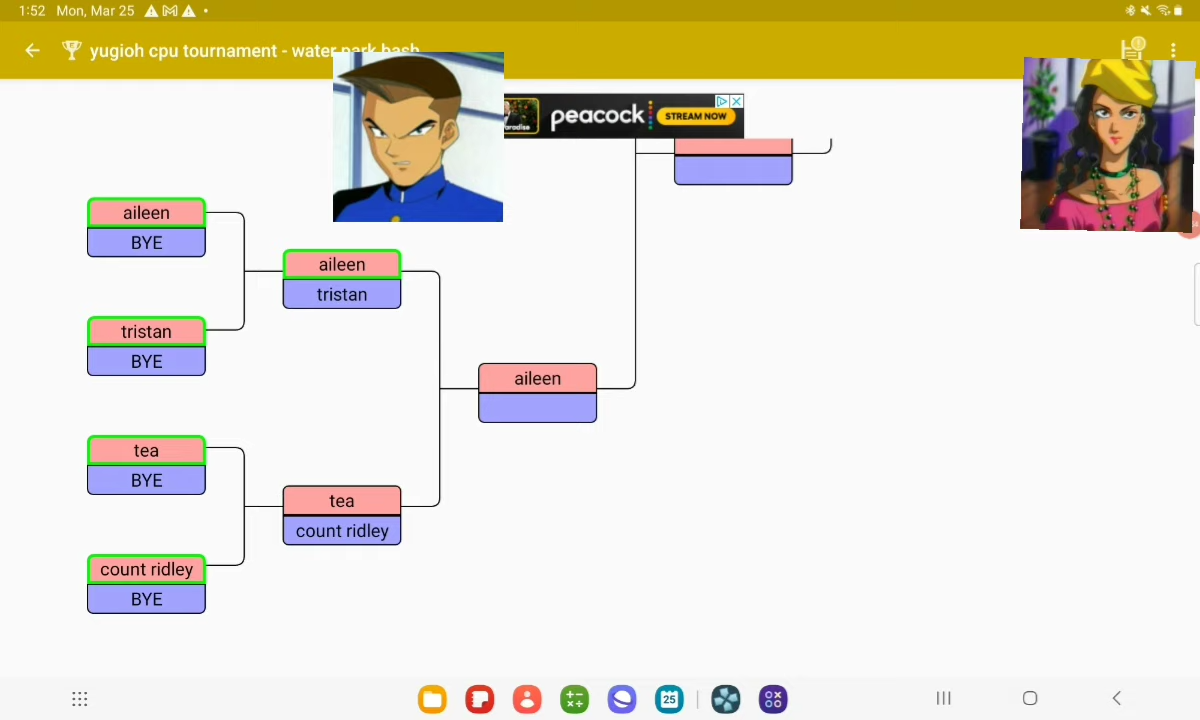 1:52 Mon, Mar 25
yugioh cpu tournament - water park bash
peacock
STREAM NOW
aradise
aileen
BYE
aileen
tristan
tristan
BYE
aileen
tea
BYE
tea
count ridley
count ridley
BYE
25